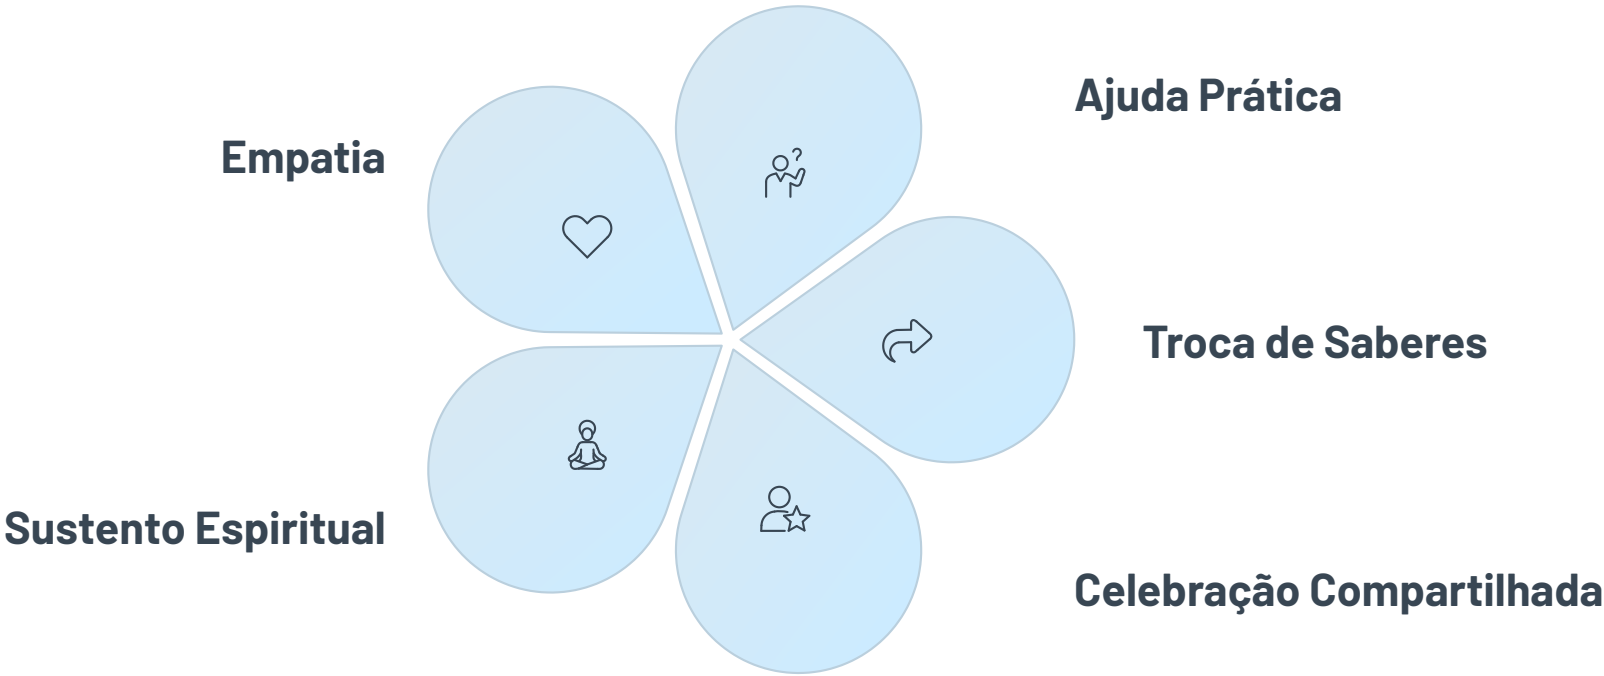 Ajuda Prática
Empatia
Troca de Saberes
Sustento Espiritual
Celebração Compartilhada